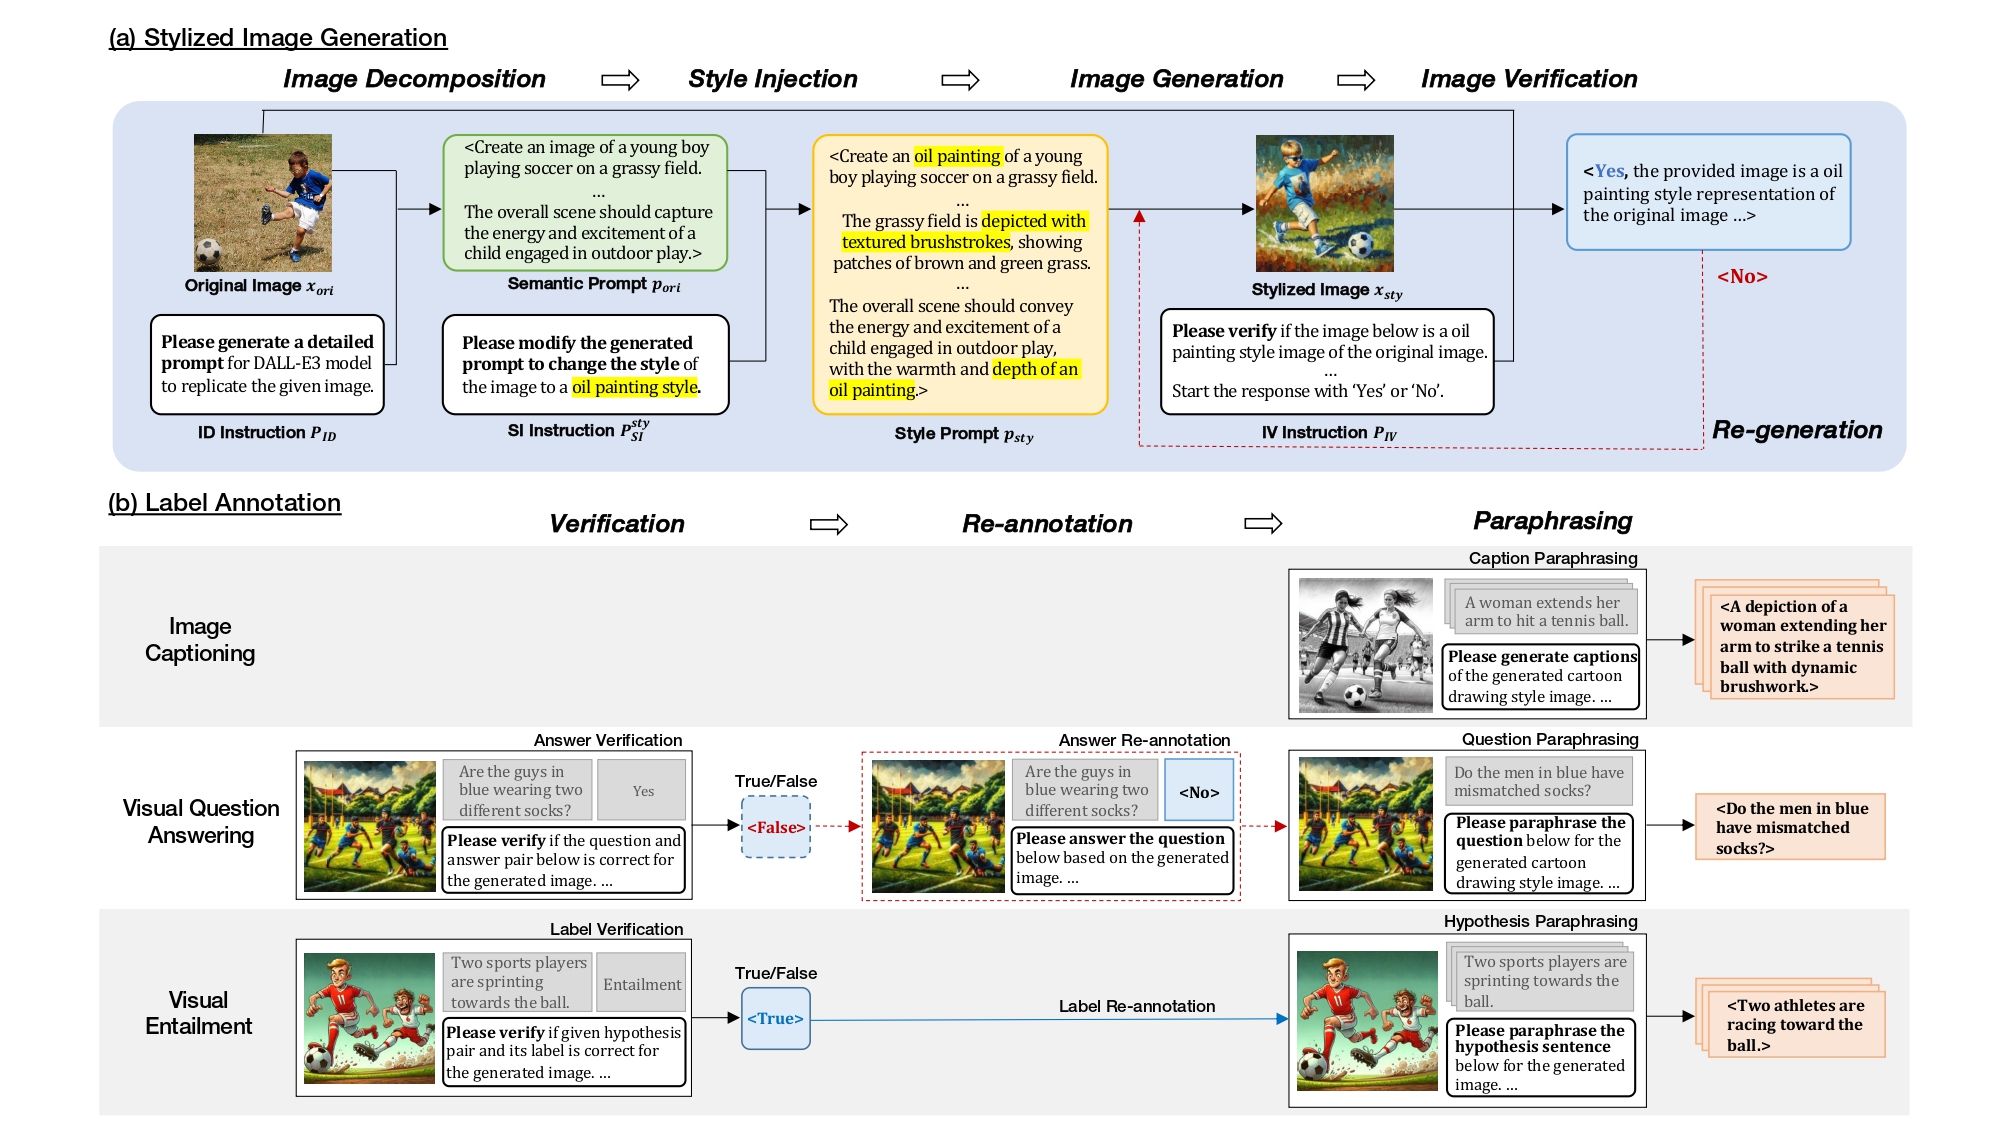 (a) Stylized Image Generation
Image Decomposition
Style Injection
Image Generation
Image Verification
<Create an image of a young boy
playing soccer on a grassy field.
...
The overall scene should capture
the energy and excitement of a
child engaged in outdoor play.>
<Create an oil painting of a young
boy playing soccer on a grassy field.
...
The grassy field is depicted with
textured brushstrokes, showing
patches of brown and green grass.
...
The overall scene should convey
the energy and excitement of a
child engaged in outdoor play,
with the warmth and depth of an
oil painting.>
<Yes, the provided image is a oil
painting style representation of
the original image ...>
<No>
Original Image x_ori
Semantic Prompt p_ori
Stylized Image x_sty
Please generate a detailed
prompt for DALL-E3 model
to replicate the given image.
Please modify the generated
prompt to change the style of
the image to a oil painting style.
Please verify if the image below is a oil
painting style image of the original image.
...
Start the response with ‘Yes’ or ‘No’.
ID Instruction P_ID
SI Instruction P_SI^sty
Style Prompt p_sty
IV Instruction P_IV
Re-generation
(b) Label Annotation
Verification
Re-annotation
Paraphrasing
Image
Captioning
Caption Paraphrasing
A woman extends her
arm to hit a tennis ball.
Please generate captions
of the generated cartoon
drawing style image. ...
<A depiction of a
woman extending her
arm to strike a tennis
ball with dynamic
brushwork.>
Visual Question
Answering
Answer Verification
Are the guys in
blue wearing two
different socks?
Yes
Please verify if the question and
answer pair below is correct for
the generated image. ...
True/False
<False>
Answer Re-annotation
Are the guys in
blue wearing two
different socks?
<No>
Please answer the question
below based on the generated
image. ...
Question Paraphrasing
Do the men in blue have
mismatched socks?
Please paraphrase the
question below for the
generated cartoon
drawing style image. ...
<Do the men in blue
have mismatched
socks?>
Visual
Entailment
Label Verification
Two sports players
are sprinting
towards the ball.
Entailment
Please verify if given hypothesis
pair and its label is correct for
the generated image. ...
True/False
<True>
Label Re-annotation
Hypothesis Paraphrasing
Two sports players are
sprinting towards the
ball.
Please paraphrase the
hypothesis sentence
below for the generated
image. ...
<Two athletes are
racing toward the
ball.>
11